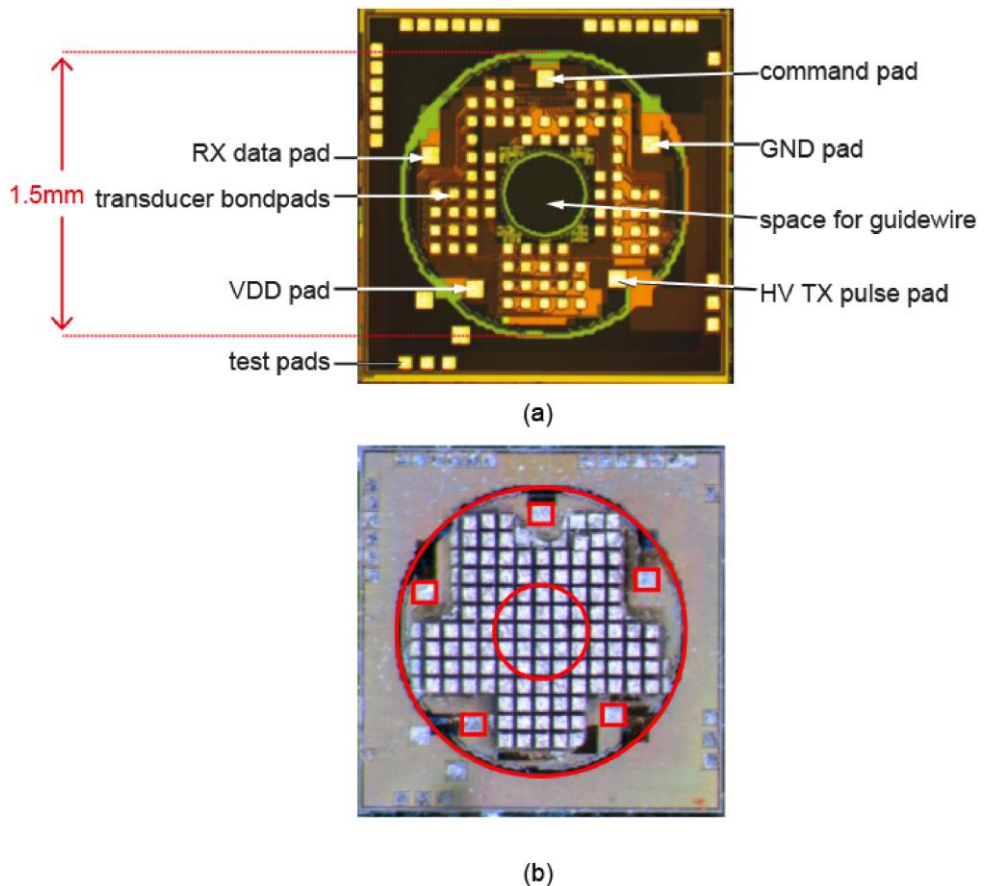 command pad
RX data pad
GND pad
1.5mm
transducer bondpads
space for guidewire
VDD pad
HV TX pulse pad
test pads
(a)
(b)